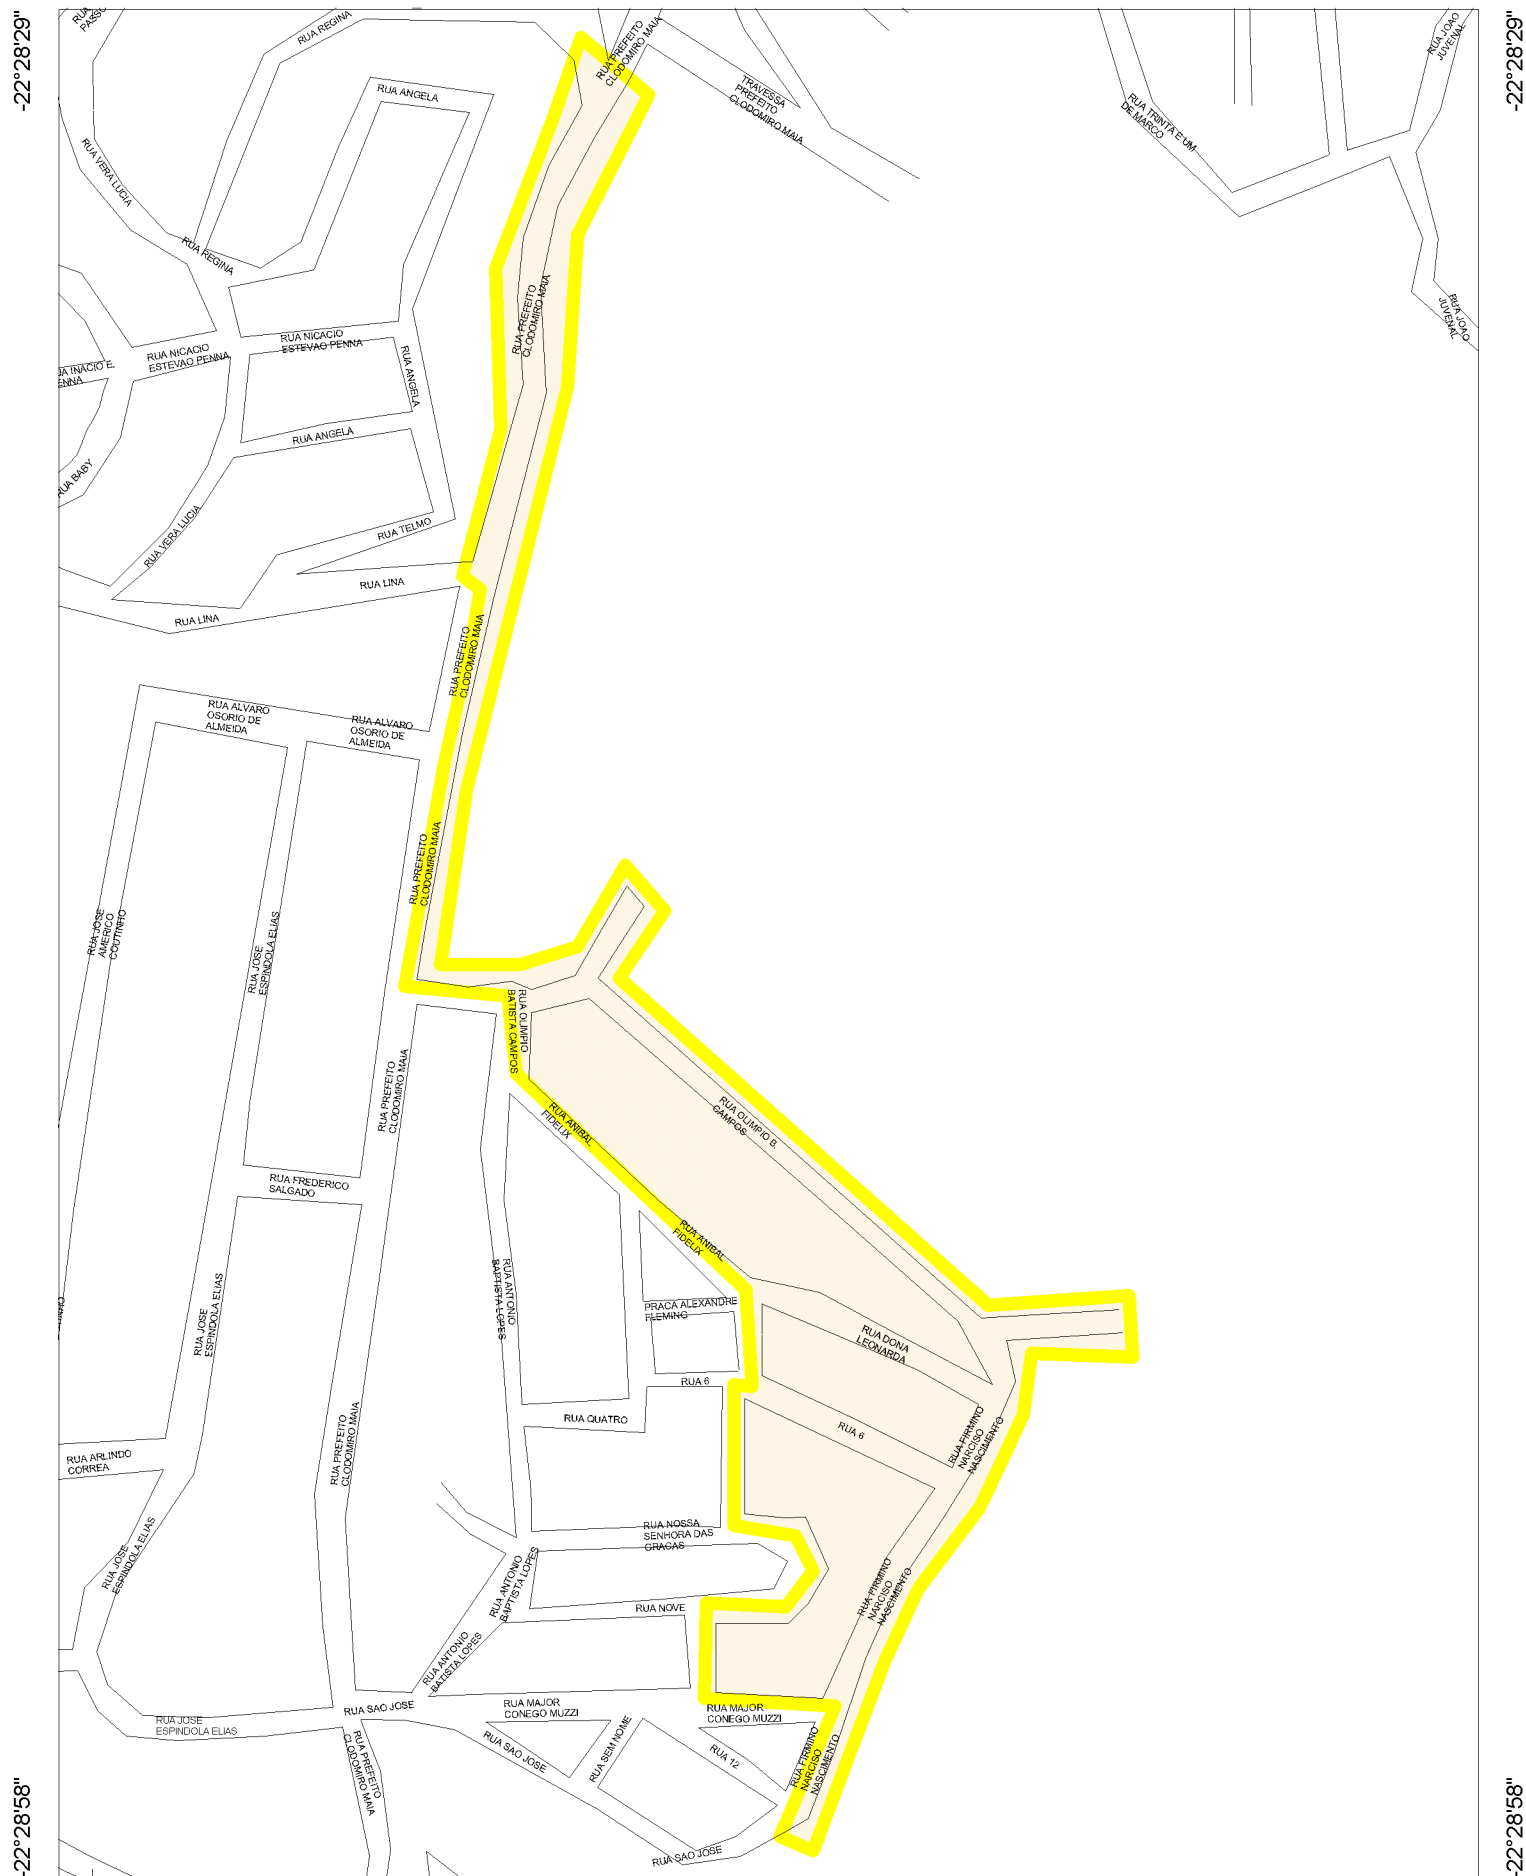 -22°28'29"
-22°28'29"
RUA
RUA REGINA
RUA PREFEITO
CLODOMIRO MAIA
RUA JOAO
JUVENAL
RUA ANGELA
TRAVESSA
PREFEITO
CLODOMIRO MAIA
RUA TRINTA E UM
DE MARCO
RUA VERA LUCIA
RUA REGINA
RUA PREFEITO
CLODOMIRO MAIA
RUA JOAO
JUVENAL
RUA NICACIO
ESTEVAO PENNA
RUA NICACIO
ESTEVAO PENNA
UA INACIO E.
ENNA
RUA ANGELA
RUA ANGELA
RUA BABY
RUA VERA LUCIA
RUA TELMO
RUA LINA
RUA LINA
RUA PREFEITO
CLODOMIRO MAIA
RUA ALVARO
OSORIO DE
ALMEIDA
RUA ALVARO
OSORIO DE
ALMEIDA
RUA PREFEITO
CLODOMIRO MAIA
RUA JOSE
AMERICO
COUTINHO
RUA JOSE
ESPINDOLA ELIAS
RUA OLIMPIO
BATISTA CAMPOS
RUA PREFEITO
CLODOMIRO MAIA
RUA ANIBAL
FIDELIX
RUA OLIMPIO B.
CAMPOS
RUA FREDERICO
SALGADO
RUA ANIBAL
FIDELIX
RUA ANTONIO
BAPTISTA LOPES
RUA JOSE
ESPINDOLA ELIAS
PRACA ALEXANDRE
FLEMING
RUA DONA
LEONARDA
RUA 6
RUA QUATRO
RUA 6
RUA FIRMINO
NARCISO
NASCIMENTO
RUA PREFEITO
CLODOMIRO MAIA
RUA ARLINDO
CORREA
RUA NOSSA
SENHORA DAS
GRACAS
RUA JOSE
ESPINDOLA ELIAS
RUA ANTONIO
BAPTISTA LOPES
RUA FIRMINO
NARCISO
NASCIMENTO
RUA NOVE
RUA ANTONIO
BATISTA LOPES
RUA SAO JOSE
RUA MAJOR
CONEGO MUZZI
RUA MAJOR
CONEGO MUZZI
RUA JOSE
ESPINDOLA ELIAS
RUA PREFEITO
CLODOMIRO MAIA
RUA SAO JOSE
RUA SEM NOME
RUA 12
RUA FIRMINO
NARCISO
NASCIMENTO
RUA SAO JOSE
-22°28'58"
-22°28'58"